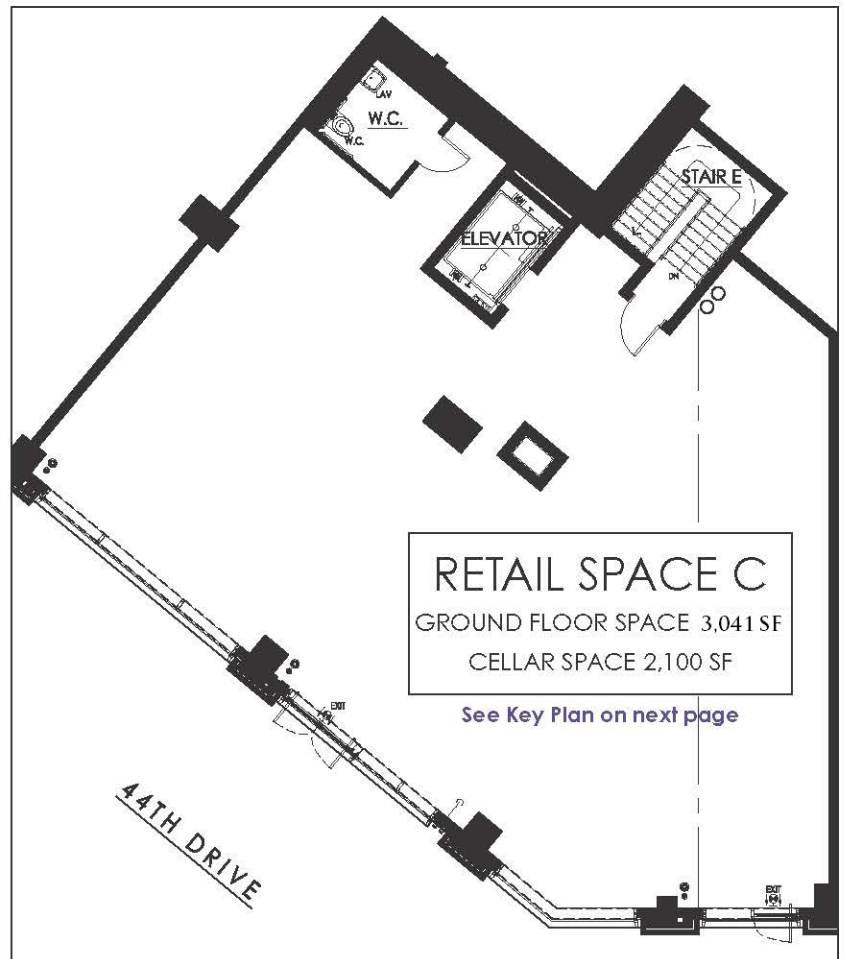 LAV
W.C.
W.C.
STAIR E
ELEVATOR
DN
RETAIL SPACE C
GROUND FLOOR SPACE 3,041 SF
CELLAR SPACE 2,100 SF
See Key Plan on next page
EXIT
44TH DRIVE
EXIT